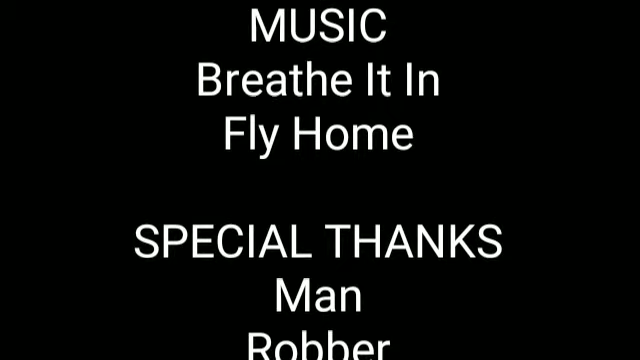 MUSIC
Breathe It In
Fly Home
SPECIAL THANKS
Man
Robber